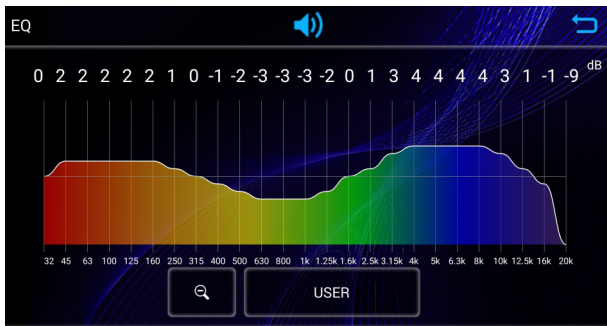 EQ
dB
0 2 2 2 2 2 1 0 -1 -2 -3 -3 -3 -2 0 1 3 4 4 4 4 3 1 -1 -9
32 45 63 100 125 160 250 315 400 500 630 800 1k 1.25k 1.6k 2.5k 3.15k 4k 5k 6.3k 8k 10k 12.5k 16k 20k
USER